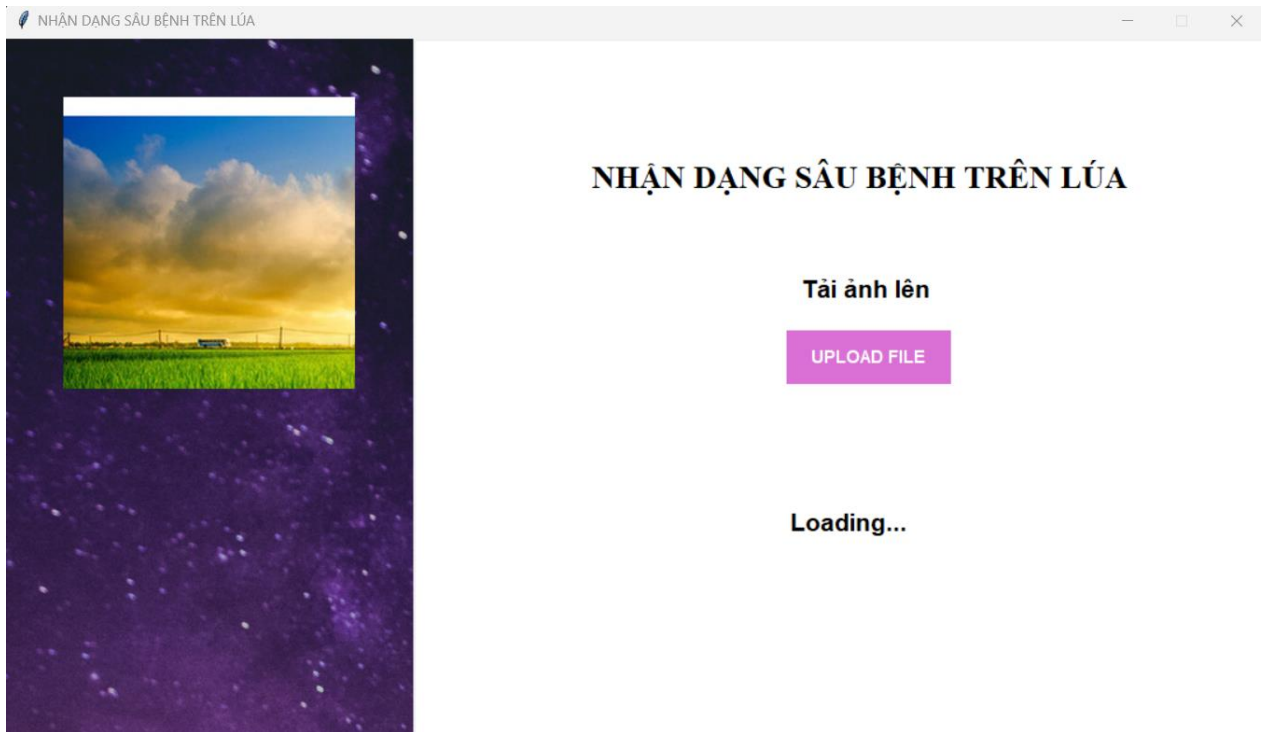 NHẬN DẠNG SÂU BỆNH TRÊN LÚA
NHẬN DẠNG SÂU BỆNH TRÊN LÚA
Tải ảnh lên
UPLOAD FILE
Loading...